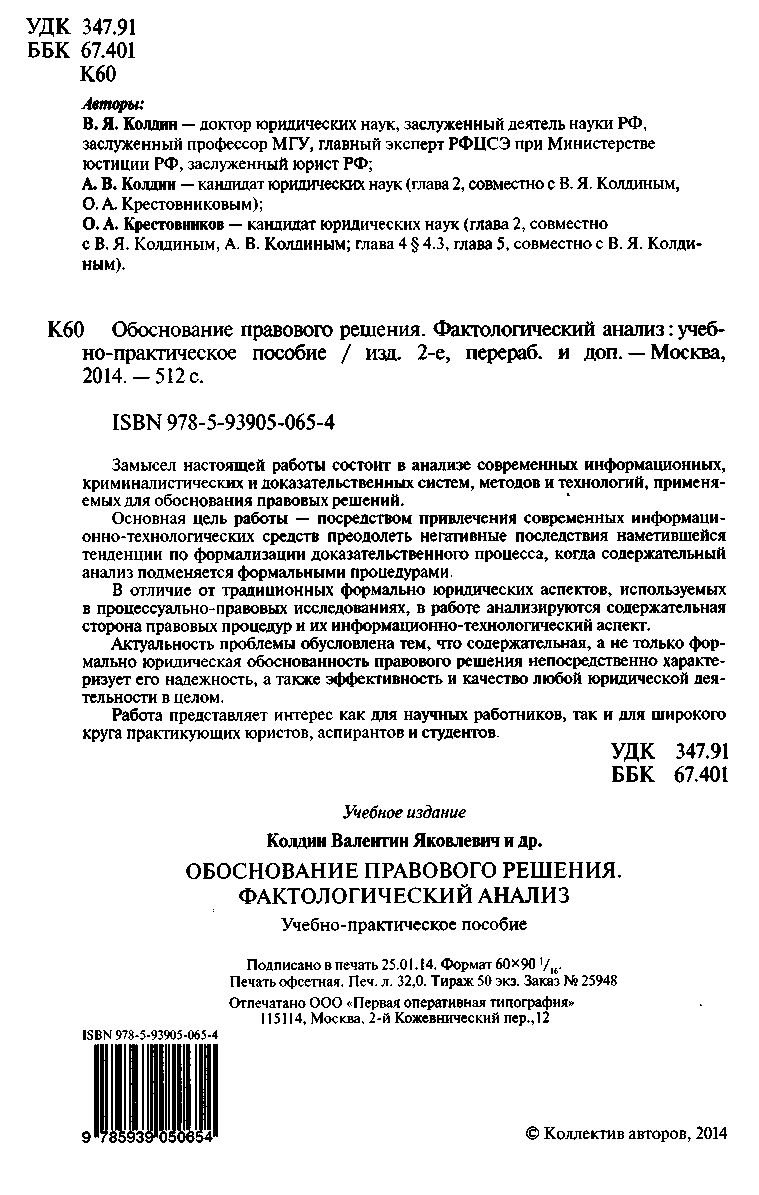 УДК 347.91
ББК 67.401
К60
Авторы:
В. Я. Колдин — доктор юридических наук, заслуженный деятель науки РФ,
заслуженный профессор МГУ, главный эксперт РФЦСЭ при Министерстве
юстиции РФ, заслуженный юрист РФ;
А. В. Колдин — кандидат юридических наук (глава 2, совместно с В. Я. Колдиным,
О. А. Крестовниковым);
О. А. Крестовников — кандидат юридических наук (глава 2, совместно
с В. Я. Колдиным, А. В. Колдиным; глава 4 § 4.3, глава 5, совместно с В. Я. Колди-
ным).
К60 Обоснование правового решения. Фактологический анализ : учеб-
но-практическое пособие / изд. 2-е, перераб. и доп. — Москва,
2014. — 512 с.
ISBN 978-5-93905-065-4
Замысел настоящей работы состоит в анализе современных информационных,
криминалистических и доказательственных систем, методов и технологий, применя-
емых для обоснования правовых решений.
Основная цель работы — посредством привлечения современных информаци-
онно-технологических средств преодолеть негативные последствия наметившейся
тенденции по формализации доказательственного процесса, когда содержательный
анализ подменяется формальными процедурами.
В отличие от традиционных формально юридических аспектов, используемых
в процессуально-правовых исследованиях, в работе анализируются содержательная
сторона правовых процедур и их информационно-технологический аспект.
Актуальность проблемы обусловлена тем, что содержательная, а не только фор-
мально юридическая обоснованность правового решения непосредственно характе-
ризует его надежность, а также эффективность и качество любой юридической дея-
тельности в целом.
Работа представляет интерес как для научных работников, так и для широкого
круга практикующих юристов, аспирантов и студентов.
УДК 347.91
ББК 67.401
Учебное издание
Колдин Валентин Яковлевич и др.
ОБОСНОВАНИЕ ПРАВОВОГО РЕШЕНИЯ.
ФАКТОЛОГИЧЕСКИЙ АНАЛИЗ
Учебно-практическое пособие
Подписано в печать 25.01.14. Формат 60×90 1/16.
Печать офсетная. Печ. л. 32,0. Тираж 50 экз. Заказ № 25948
Отпечатано ООО «Первая оперативная типография»
115114, Москва, 2-й Кожевнический пер.,12
ISBN 978-5-93905-065-4
9 785939 050654
© Коллектив авторов, 2014